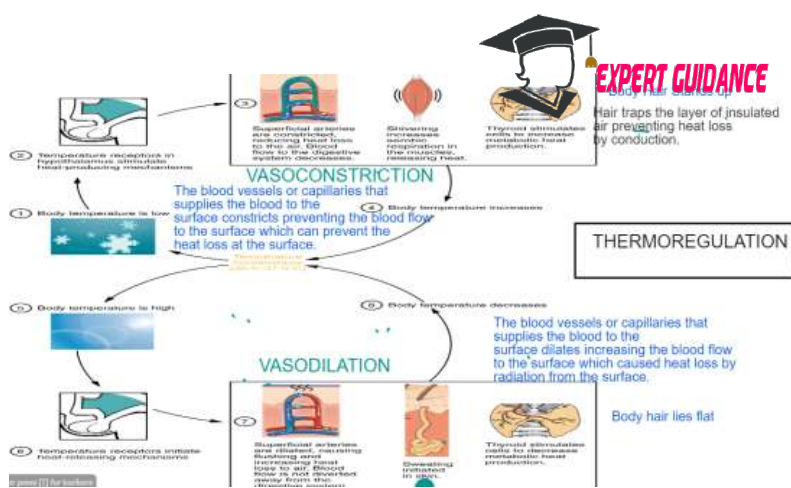 EXPERT GUIDANCE
Body Hair Stands up
Hair traps the layer of insulated
air preventing heat loss
by conduction.
3
Superficial arteries
are constricted,
reducing heat loss
to the air. Blood
flow to the digestive
system decreases.
Shivering
increases
aerobic
respiration in
the muscles,
releasing heat.
Thyroid stimulates
cells to increase
metabolic heat
production.
2 Temperature receptors in
hypothalamus stimulate
heat-producing mechanisms
VASOCONSTRICTION
The blood vessels or capillaries that
supplies the blood to the
surface constricts preventing the blood flow
to the surface which can prevent the
heat loss at the surface.
1 Body temperature is low
4 Body temperature increases
THERMOREGULATION
5 Body temperature is high
8 Body temperature decreases
The blood vessels or capillaries that
supplies the blood to the
surface dilates increasing the blood flow
to the surface which caused heat loss by
radiation from the surface.
VASODILATION
Body hair lies flat
7
Superficial arteries
are dilated, causing
flushing and
increasing heat
loss to air. Blood
flow is not diverted
away from the
digestive system.
Sweating
initiated
in skin.
Thyroid stimulates
cells to decrease
metabolic heat
production.
6 Temperature receptors initiate
heat-releasing mechanisms
or press [T] for toolbars